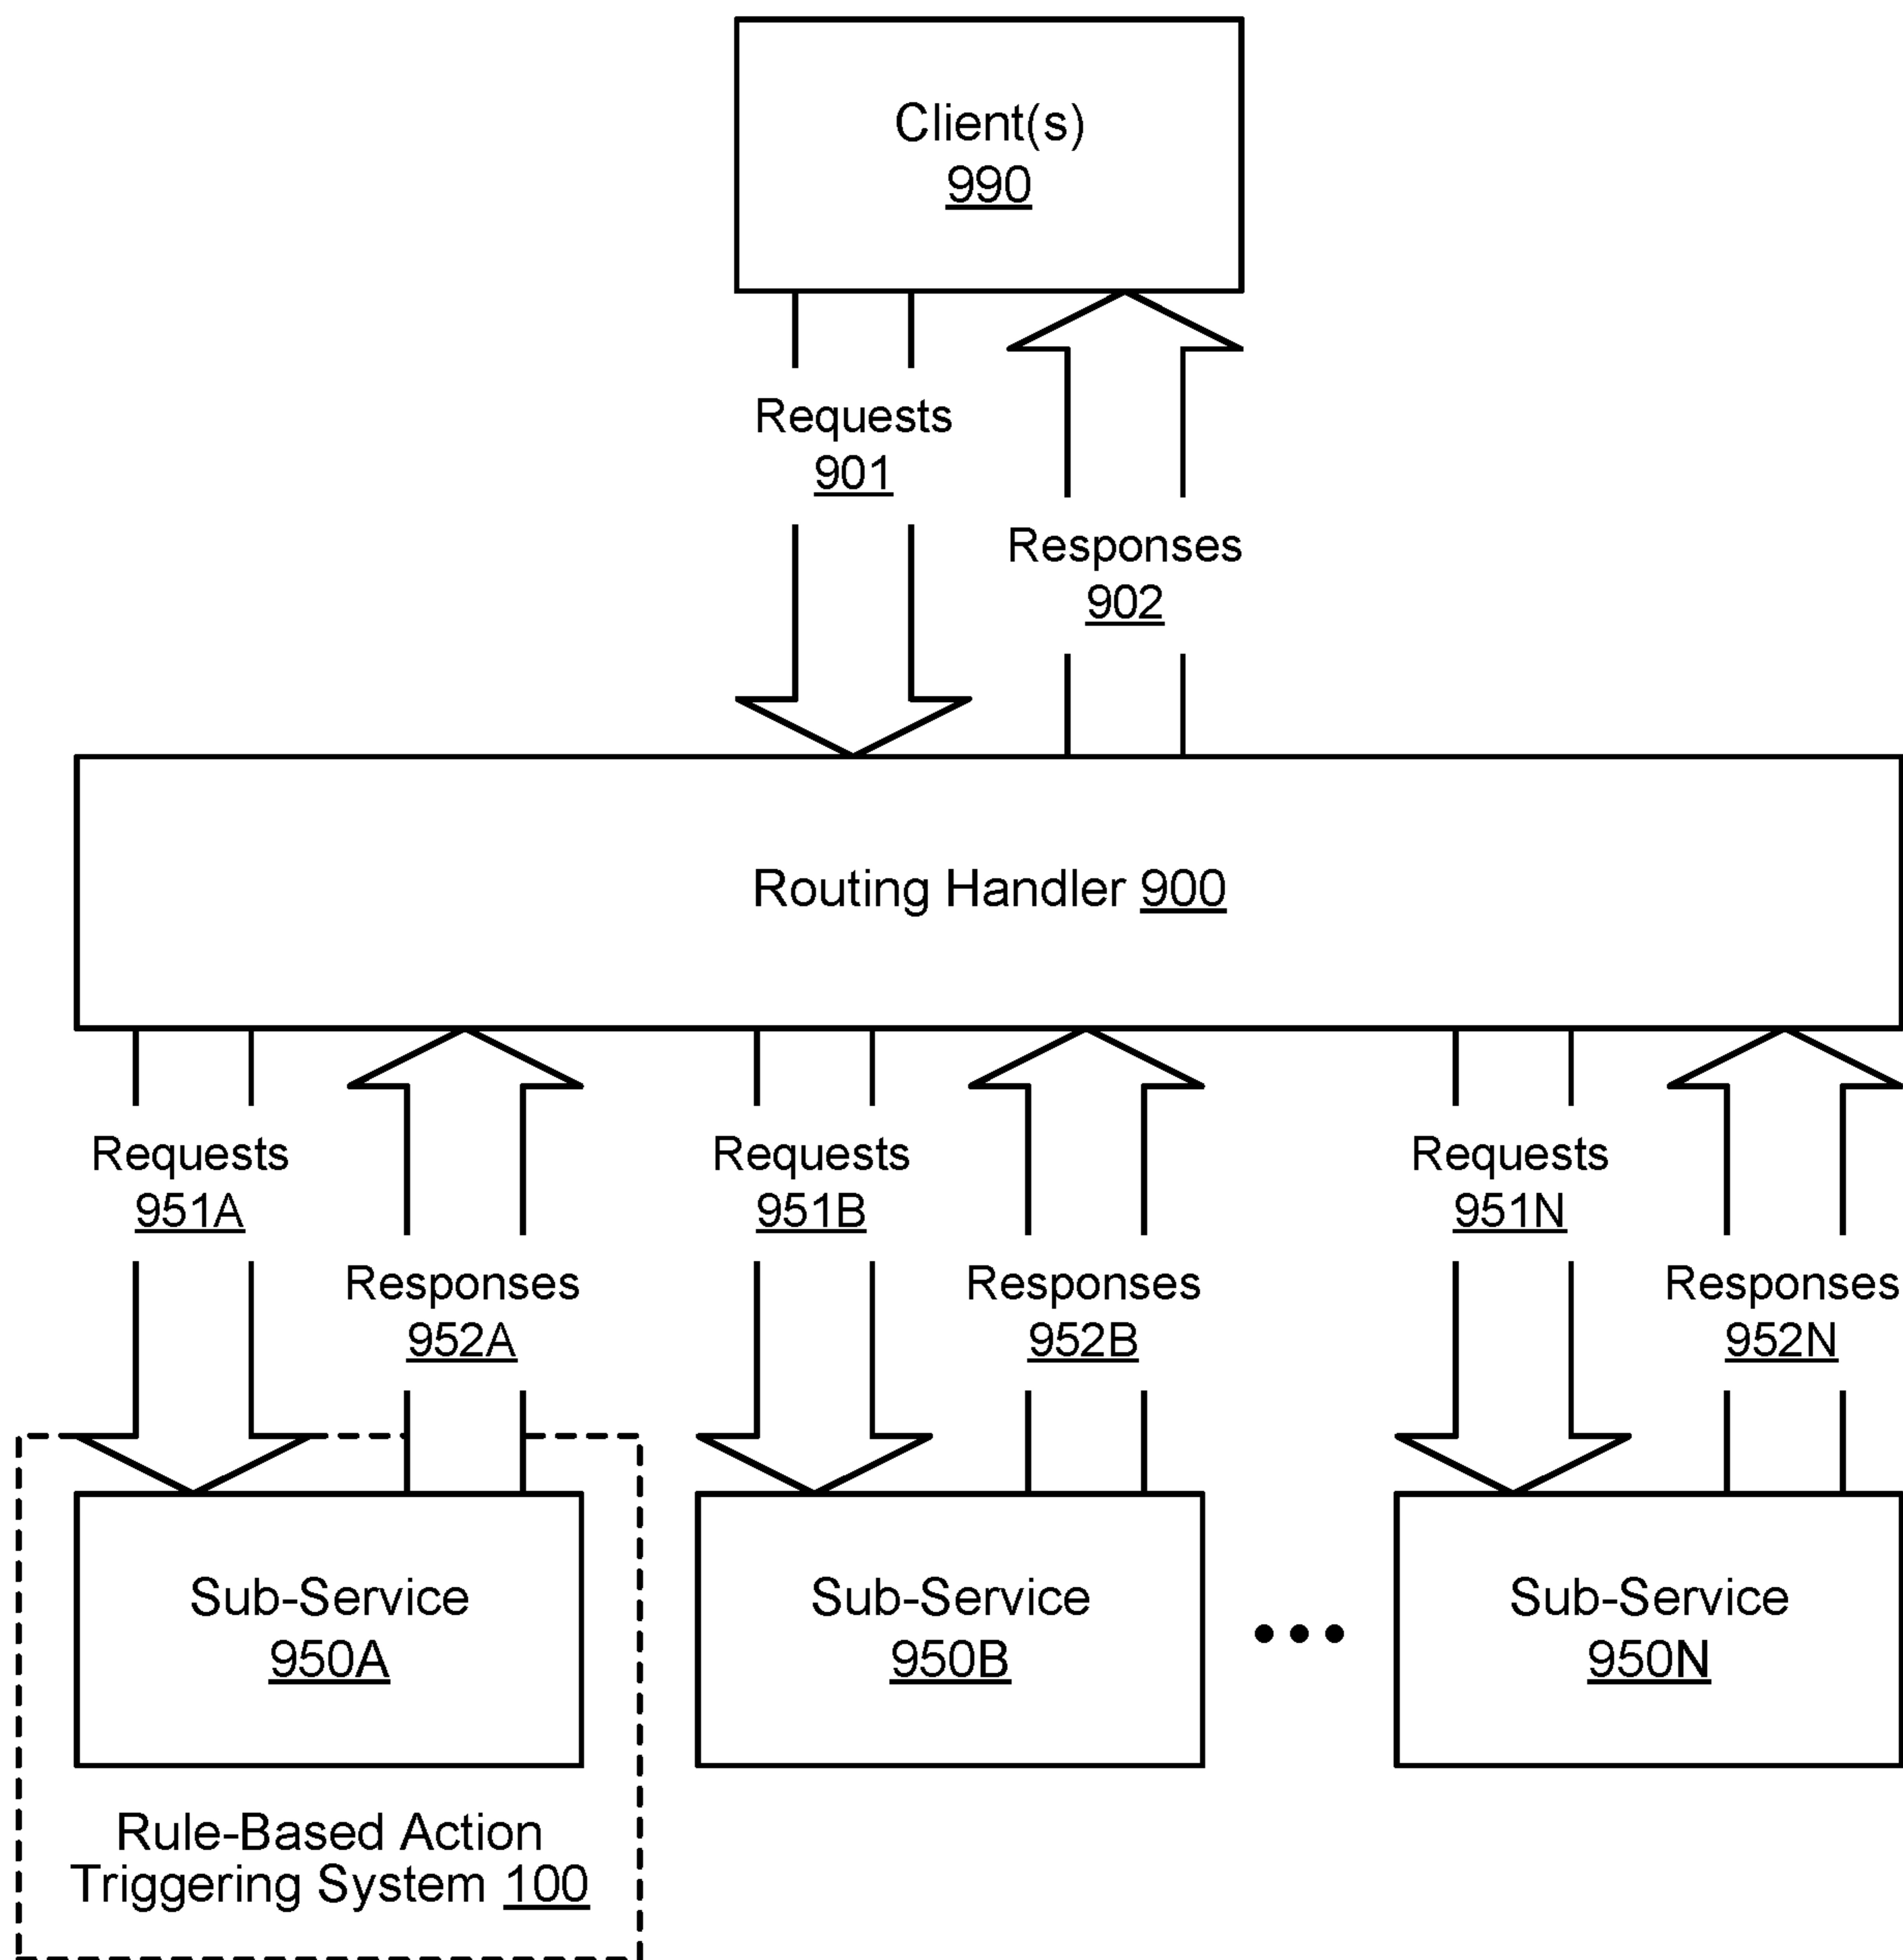 Client(s)
990
Requests
901
Responses
902
Routing Handler 900
Requests
951A
Responses
952A
Requests
951B
Responses
952B
Requests
951N
Responses
952N
Sub-Service
950A
Sub-Service
950B
Sub-Service
950N
Rule-Based Action
Triggering System 100